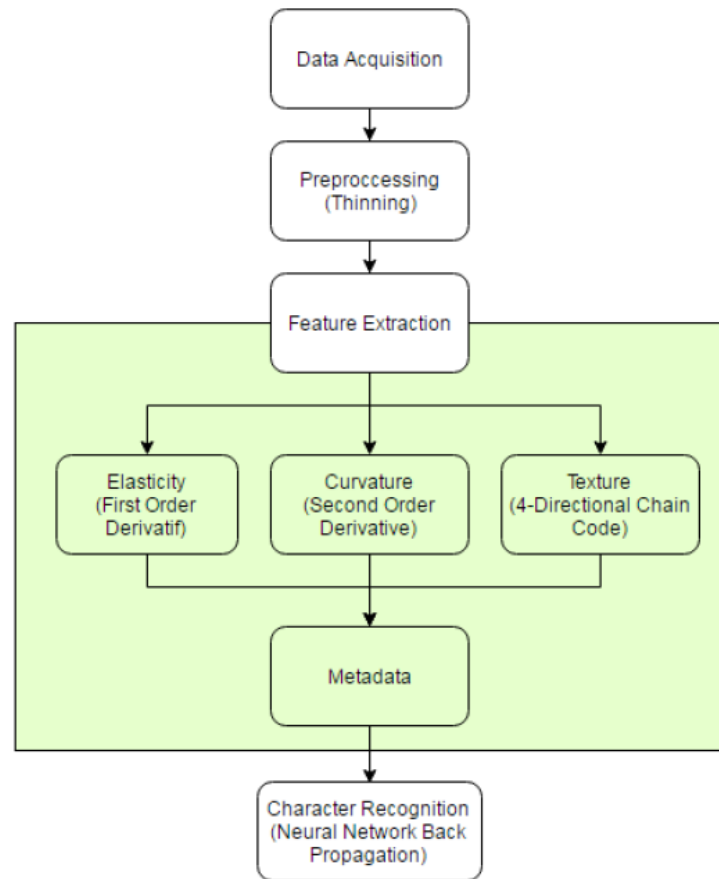 Data Acquisition
Preproccessing
(Thinning)
Feature Extraction
Elasticity
(First Order
Derivatif)
Curvature
(Second Order
Derivative)
Texture
(4-Directional Chain
Code)
Metadata
Character Recognition
(Neural Network Back
Propagation)